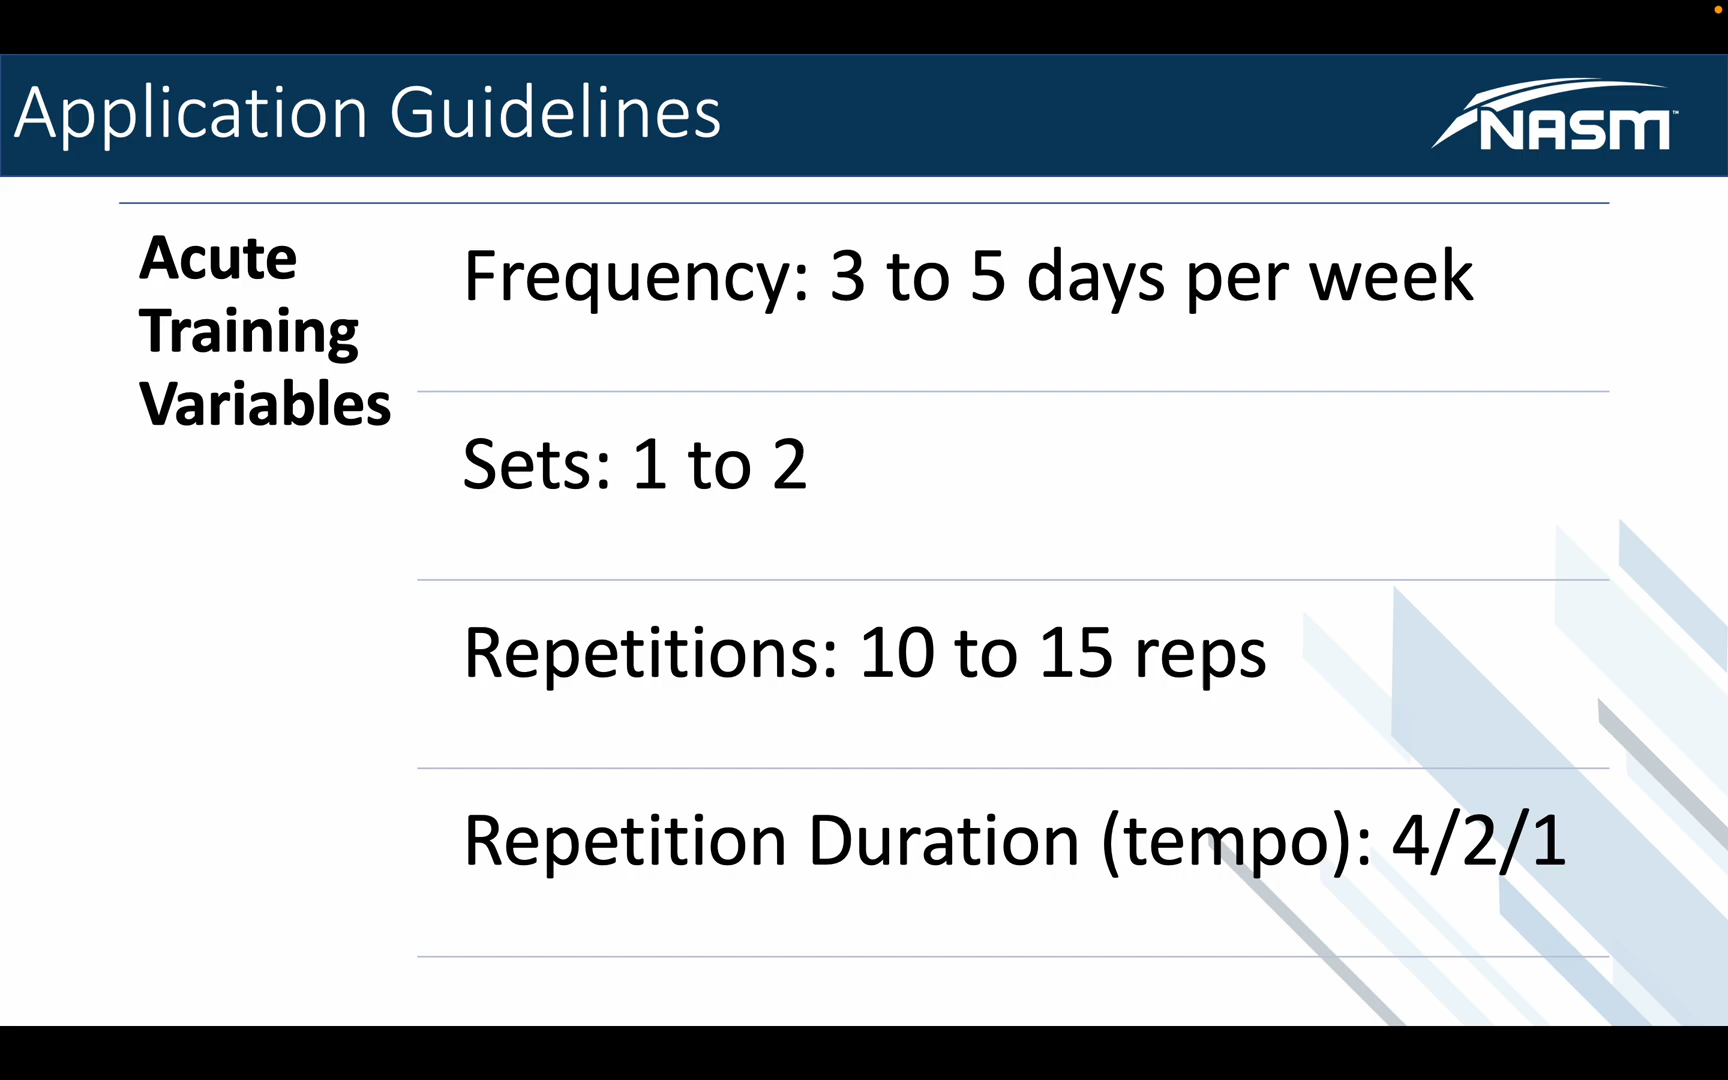 Application Guidelines
NASM™
Acute
Training
Variables
Frequency: 3 to 5 days per week
Sets: 1 to 2
Repetitions: 10 to 15 reps
Repetition Duration (tempo): 4/2/1